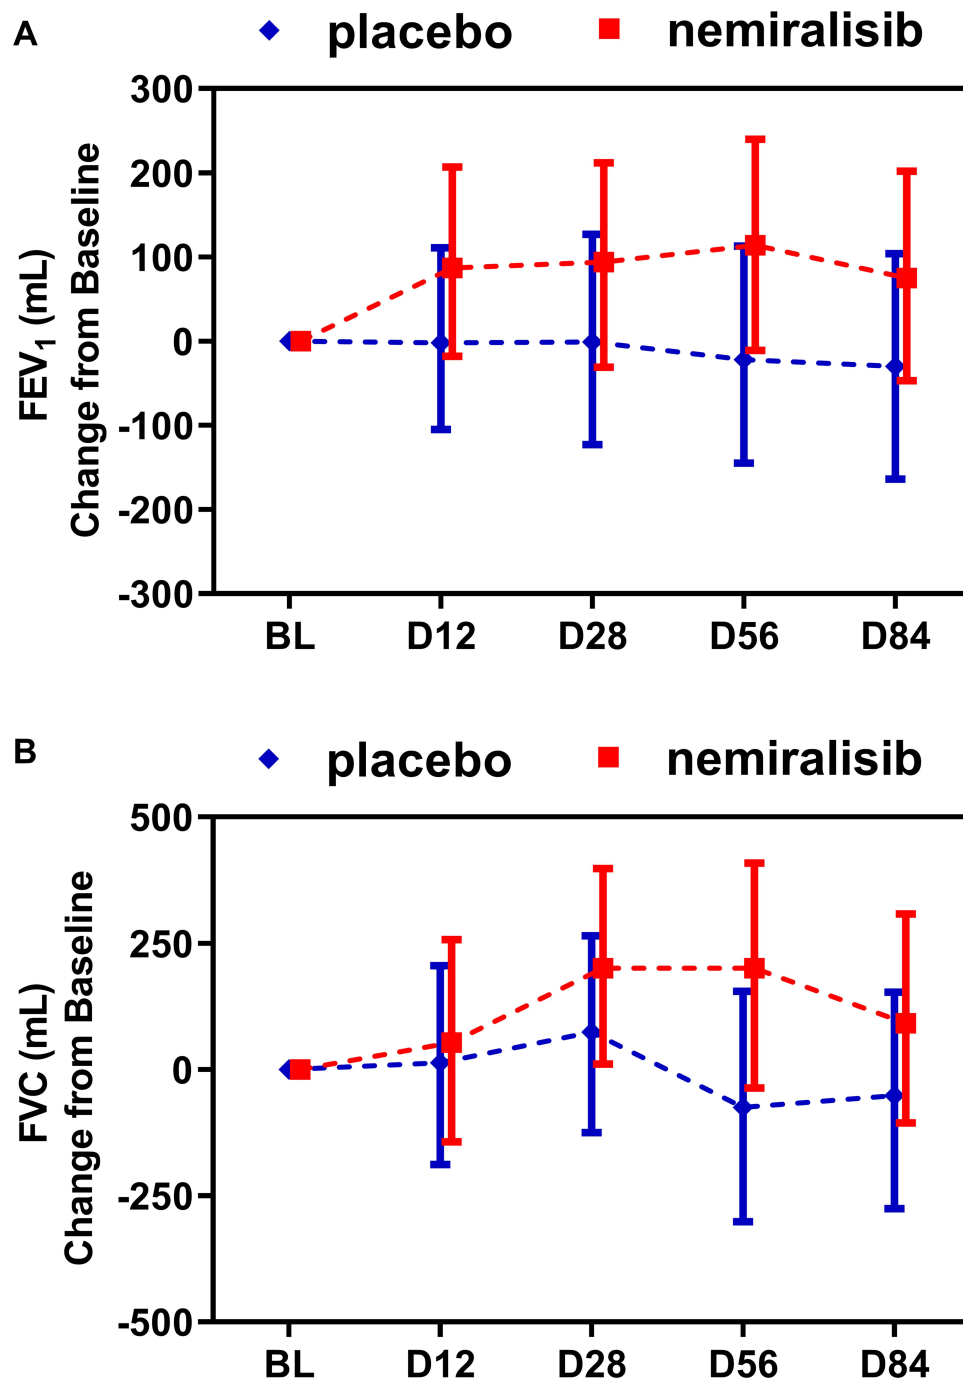 A
placebo nemiralisib
FEV1 (mL)
Change from Baseline
300
200
100
0
-100
-200
-300
BL D12 D28 D56 D84
B
placebo nemiralisib
FVC (mL)
Change from Baseline
500
250
0
-250
-500
BL D12 D28 D56 D84